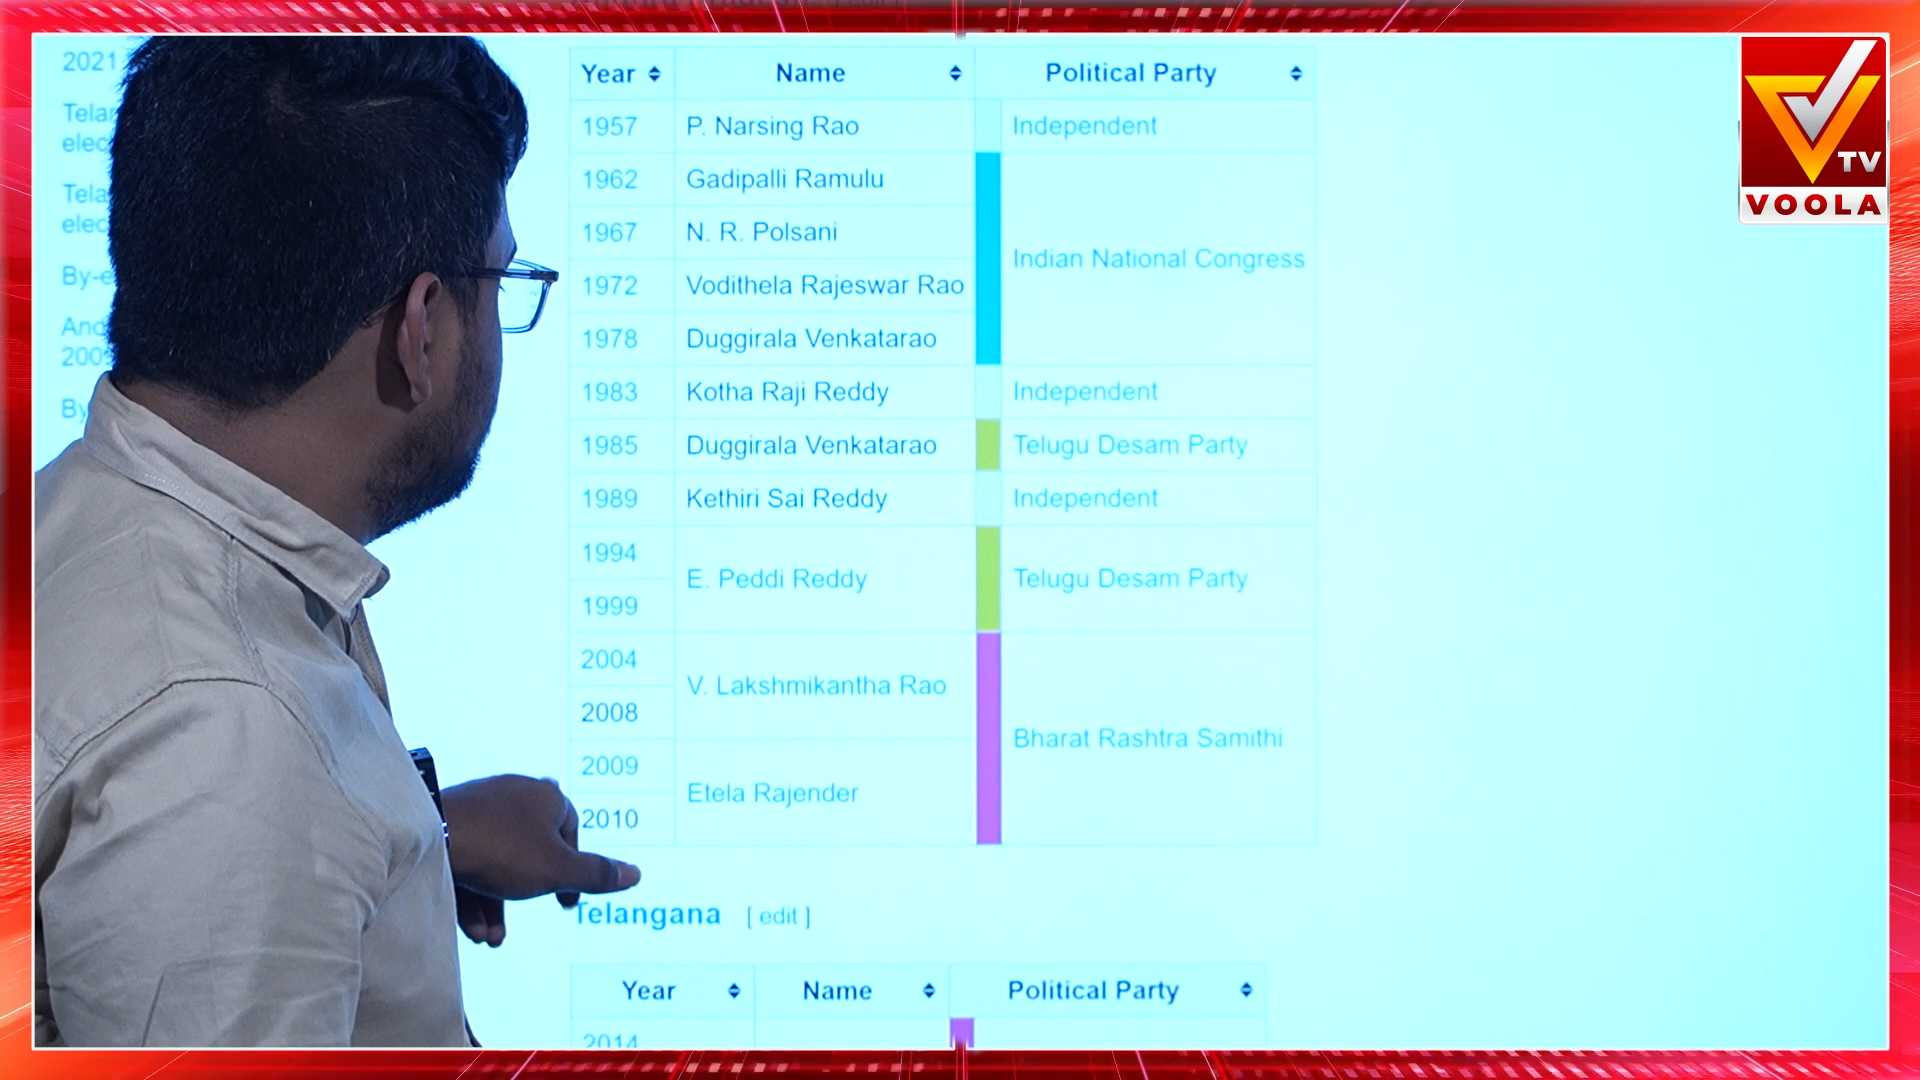 2021
Year Name Political Party
1957 P. Narsing Rao Independent
1962 Gadipalli Ramulu
1967 N. R. Polsani
Indian National Congress
1972 Vodithela Rajeswar Rao
1978 Duggirala Venkatarao
1983 Kotha Raji Reddy Independent
1985 Duggirala Venkatarao Telugu Desam Party
1989 Kethiri Sai Reddy Independent
1994
E. Peddi Reddy Telugu Desam Party
1999
2004
V. Lakshmikantha Rao
2008
Bharat Rashtra Samithi
2009
Etela Rajender
2010
Telangana [ edit ]
Year Name Political Party
2014
TV
VOOLA